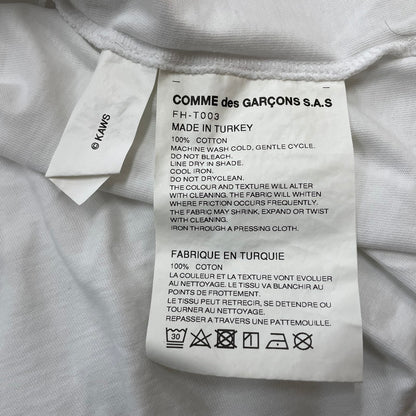 © KAWS
COMME des GARÇONS S.A.S
FH-T003
MADE IN TURKEY
100% COTTON
MACHINE WASH COLD, GENTLE CYCLE.
DO NOT BLEACH.
LINE DRY IN SHADE.
COOL IRON.
DO NOT DRYCLEAN.
THE COLOUR AND TEXTURE WILL ALTER
WITH CLEANING. THE FABRIC WILL WHITEN
WHERE FRICTION OCCURS FREQUENTLY.
THE FABRIC MAY SHRINK, EXPAND OR TWIST
WITH CLEANING.
IRON THROUGH A PRESSING CLOTH.
FABRIQUE EN TURQUIE
100% COTON
LA COULEUR ET LA TEXTURE VONT EVOLUER
AU NETTOYAGE. LE TISSU VA BLANCHIR AU
POINTS DE FROTTEMENT.
LE TISSU PEUT RETRECIR, SE DETENDRE OU
TOURNER AU NETTOYAGE.
REPASSER A TRAVERS UNE PATTEMOUILLE.
30